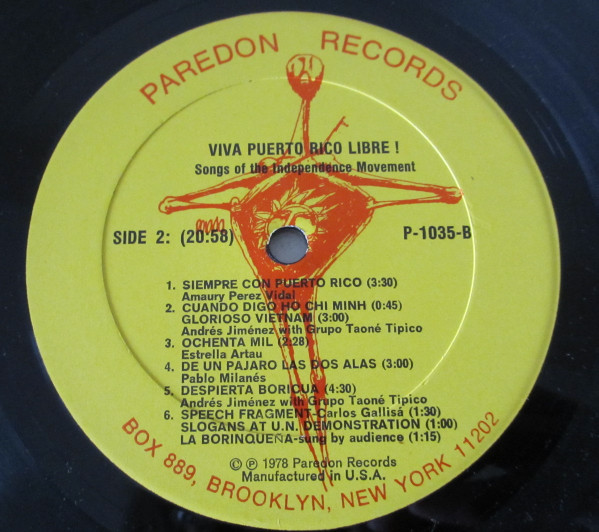 PAREDON RECORDS
VIVA PUERTO RICO LIBRE !
Songs of the Independence Movement
SIDE 2: (20:58)
P-1035-B
1. SIEMPRE CON PUERTO RICO (3:30)
Amaury Perez Vidal
2. CUANDO DIGO HO CHI MINH (0:45)
GLORIOSO VIETNAM (3:00)
Andrés Jiménez with Grupo Taoné Tipico
3. OCHENTA MIL (2:28)
Estrella Artau
4. DE UN PAJARO LAS DOS ALAS (3:00)
Pablo Milanés
5. DESPIERTA BORICUA (4:30)
Andrés Jiménez with Grupo Taoné Tipico
6. SPEECH FRAGMENT-Carlos Gallisá (1:30)
SLOGANS AT U.N. DEMONSTRATION (1:00)
LA BORINQUEÑA-sung by audience (1:15)
© ℗ 1978 Paredon Records
Manufactured in U.S.A.
BOX 889, BROOKLYN, NEW YORK 11202